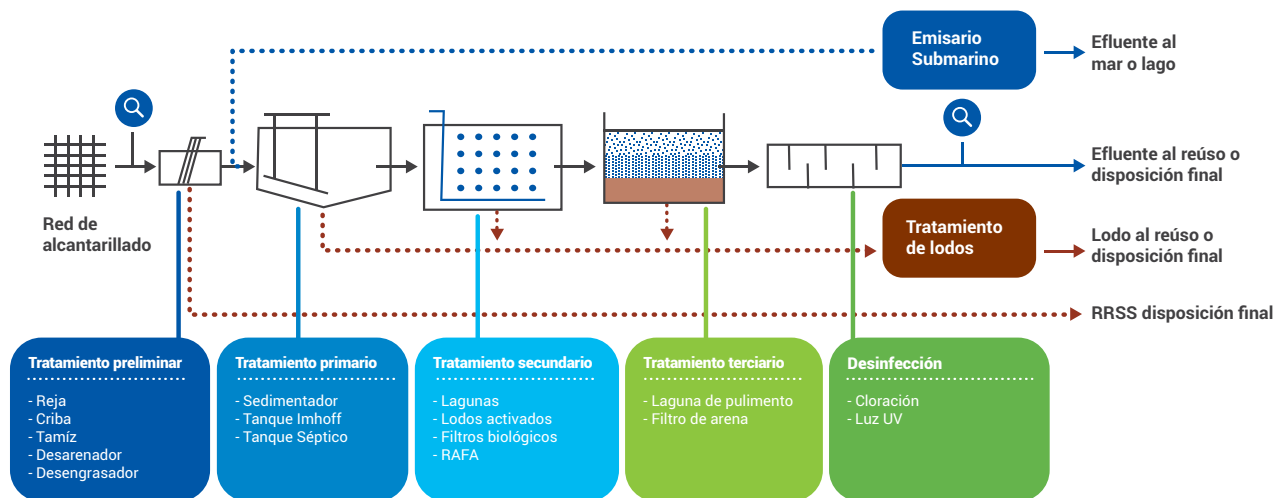 Emisario
Submarino
Efluente al
mar o lago
Red de
alcantarillado
Efluente al reúso o
disposición final
Tratamiento
de lodos
Lodo al reúso o
disposición final
RRSS disposición final
Tratamiento preliminar
- Reja
- Criba
- Tamíz
- Desarenador
- Desengrasador
Tratamiento primario
- Sedimentador
- Tanque Imhoff
- Tanque Séptico
Tratamiento secundario
- Lagunas
- Lodos activados
- Filtros biológicos
- RAFA
Tratamiento terciario
- Laguna de pulimento
- Filtro de arena
Desinfección
- Cloración
- Luz UV